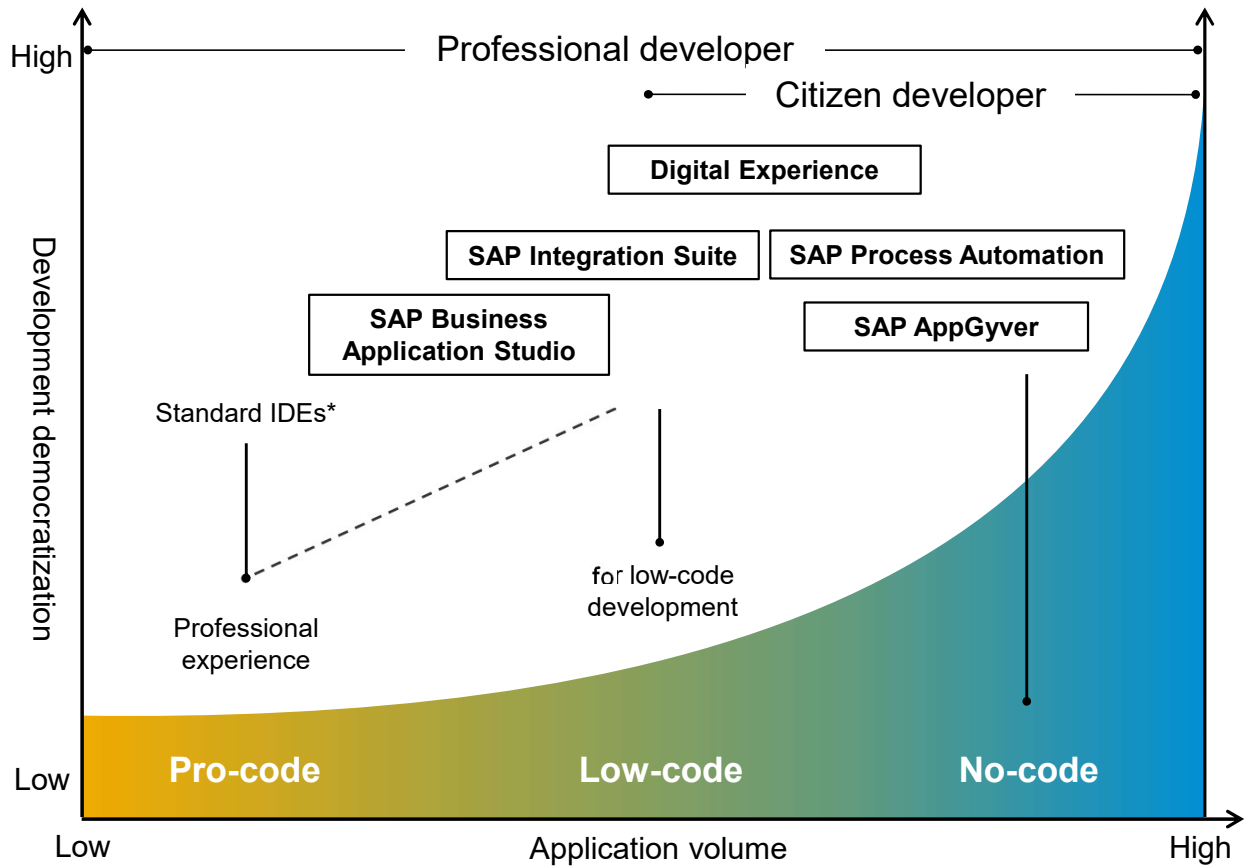 High
Professional developer
Citizen developer
Digital Experience
SAP Integration Suite
SAP Process Automation
SAP Business
Application Studio
SAP AppGyver
Standard IDEs*
Development democratization
for low-code
development
Professional
experience
Pro-code
Low-code
No-code
Low
Low
Application volume
High